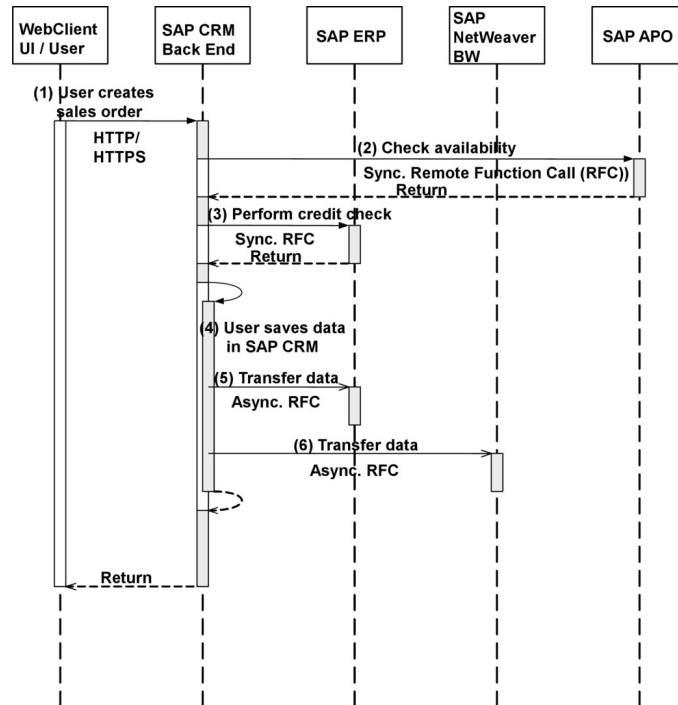 WebClient
UI / User
SAP CRM
Back End
SAP ERP
SAP
NetWeaver
BW
SAP APO
(1) User creates
sales order
HTTP/
HTTPS
(2) Check availability
Sync. Remote Function Call (RFC))
Return
(3) Perform credit check
Sync. RFC
Return
(4) User saves data
in SAP CRM
(5) Transfer data
Async. RFC
(6) Transfer data
Async. RFC
Return